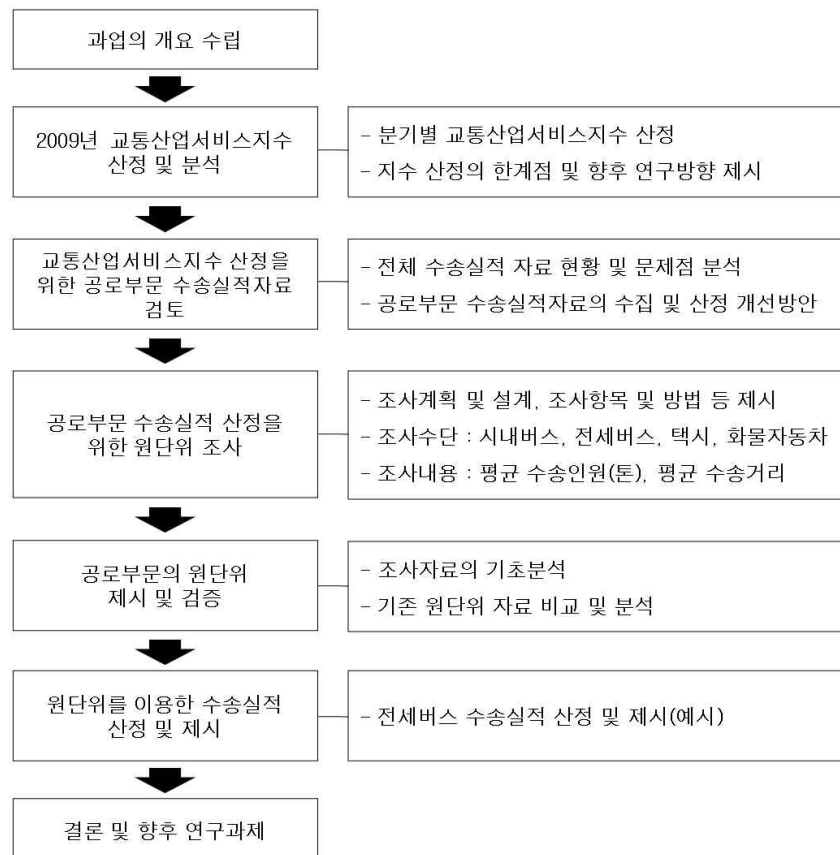 과업의 개요 수립
2009년 교통산업서비스지수
산정 및 분석
- 분기별 교통산업서비스지수 산정
- 지수 산정의 한계점 및 향후 연구방향 제시
교통산업서비스지수 산정을
위한 공로부문 수송실적자료
검토
- 전체 수송실적 자료 현황 및 문제점 분석
- 공로부문 수송실적자료의 수집 및 산정 개선방안
공로부문 수송실적 산정을
위한 원단위 조사
- 조사계획 및 설계, 조사항목 및 방법 등 제시
- 조사수단 : 시내버스, 전세버스, 택시, 화물자동차
- 조사내용 : 평균 수송인원(톤), 평균 수송거리
공로부문의 원단위
제시 및 검증
- 조사자료의 기초분석
- 기존 원단위 자료 비교 및 분석
원단위를 이용한 수송실적
산정 및 제시
- 전세버스 수송실적 산정 및 제시(예시)
결론 및 향후 연구과제